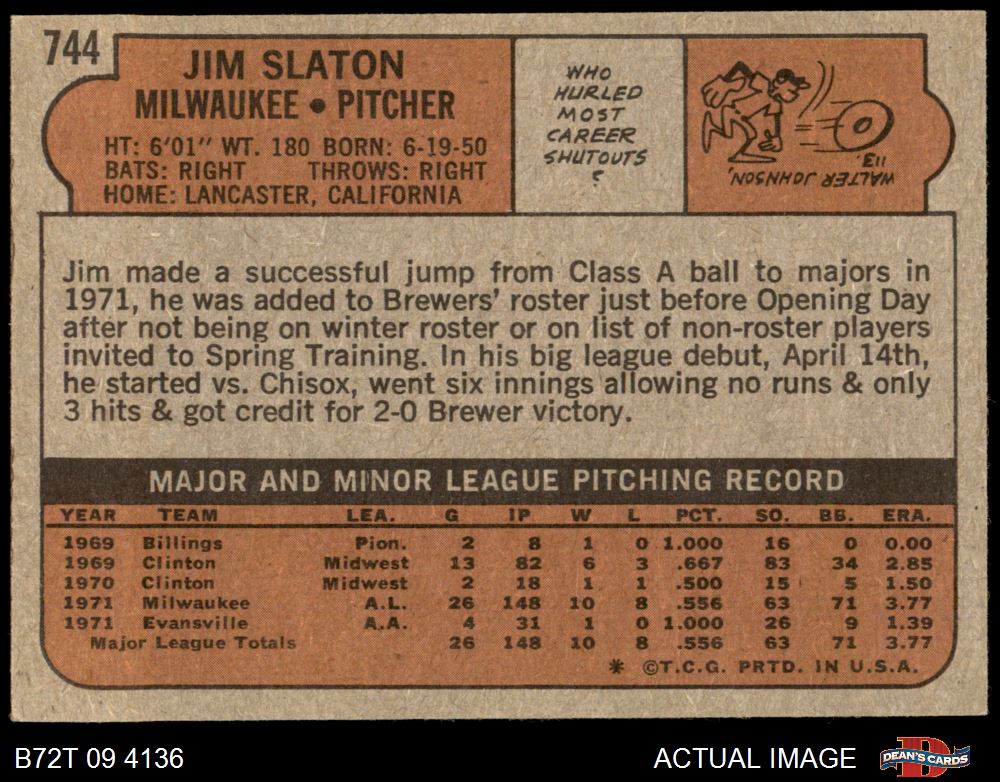 744
JIM SLATON
MILWAUKEE • PITCHER
HT: 6'01" WT. 180 BORN: 6-19-50
BATS: RIGHT THROWS: RIGHT
HOME: LANCASTER, CALIFORNIA
WHO
HURLED
MOST
CAREER
SHUTOUTS
?
WALTER JOHNSON,
113.
Jim made a successful jump from Class A ball to majors in
1971, he was added to Brewers' roster just before Opening Day
after not being on winter roster or on list of non-roster players
invited to Spring Training. In his big league debut, April 14th,
he started vs. Chisox, went six innings allowing no runs & only
3 hits & got credit for 2-0 Brewer victory.
MAJOR AND MINOR LEAGUE PITCHING RECORD
YEAR TEAM LEA. G IP W L PCT. SO. BB. ERA.
1969 Billings Pion. 2 8 1 0 1.000 16 0 0.00
1969 Clinton Midwest 13 82 6 3 .667 83 34 2.85
1970 Clinton Midwest 2 18 1 1 .500 15 5 1.50
1971 Milwaukee A.L. 26 148 10 8 .556 63 71 3.77
1971 Evansville A.A. 4 31 1 0 1.000 26 9 1.39
Major League Totals 26 148 10 8 .556 63 71 3.77
* ©T.C.G. PRTD. IN U.S.A.
B72T 09 4136 ACTUAL IMAGE DEAN'S CARDS